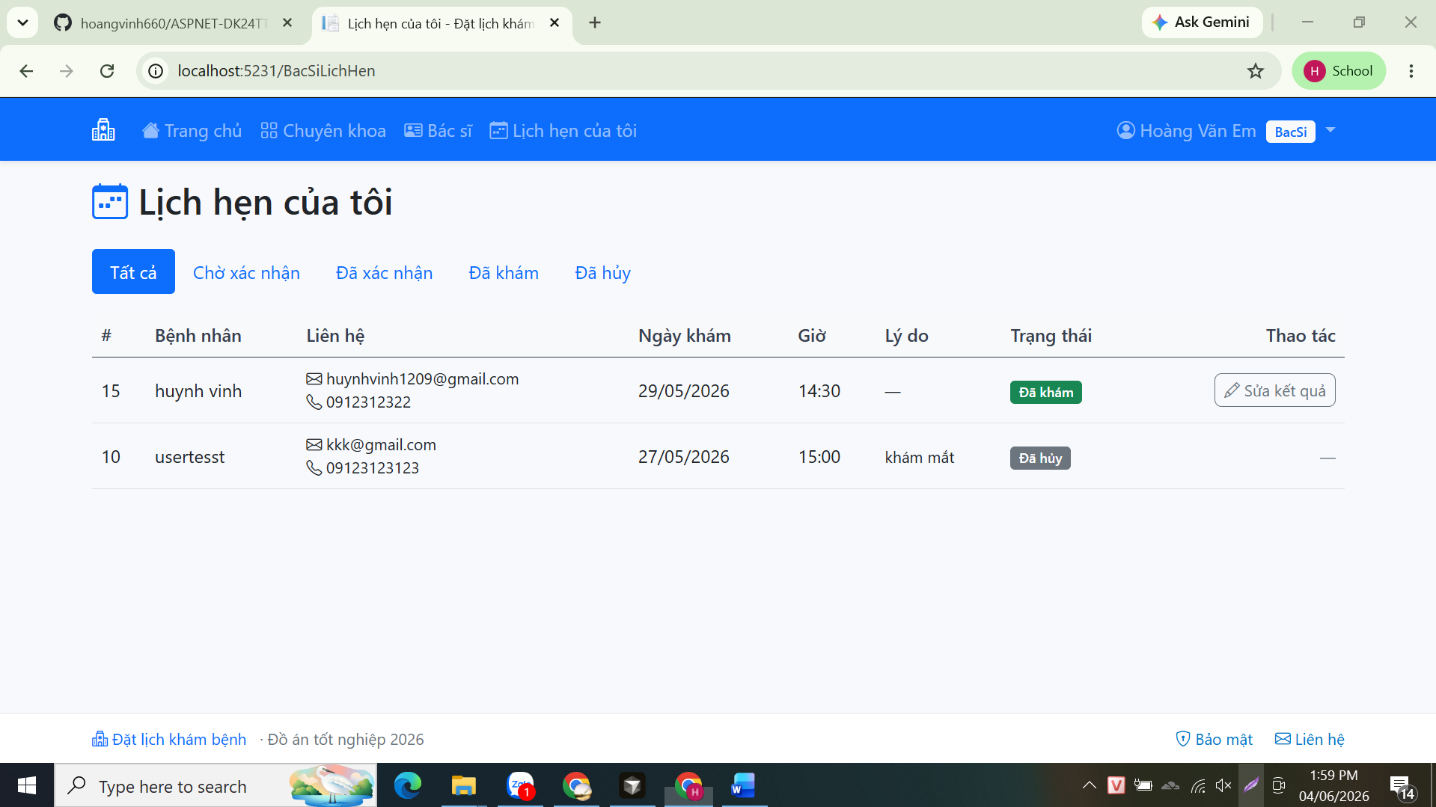 hoangvinh660/ASPNET-DK24TT
Lịch hẹn của tôi - Đặt lịch khám
Ask Gemini
localhost:5231/BacSiLichHen
H School
Trang chủ Chuyên khoa Bác sĩ Lịch hẹn của tôi Hoàng Văn Em BacSi
Lịch hẹn của tôi
Tất cả Chờ xác nhận Đã xác nhận Đã khám Đã hủy
# Bệnh nhân Liên hệ Ngày khám Giờ Lý do Trạng thái Thao tác
15 huynh vinh huynhvinh1209@gmail.com 29/05/2026 14:30 — Đã khám Sửa kết quả
0912312322
10 usertesst kkk@gmail.com 27/05/2026 15:00 khám mắt Đã hủy —
09123123123
Đặt lịch khám bệnh · Đồ án tốt nghiệp 2026 Bảo mật Liên hệ
Type here to search
1
H
W
V
1:59 PM
04/06/2026
14